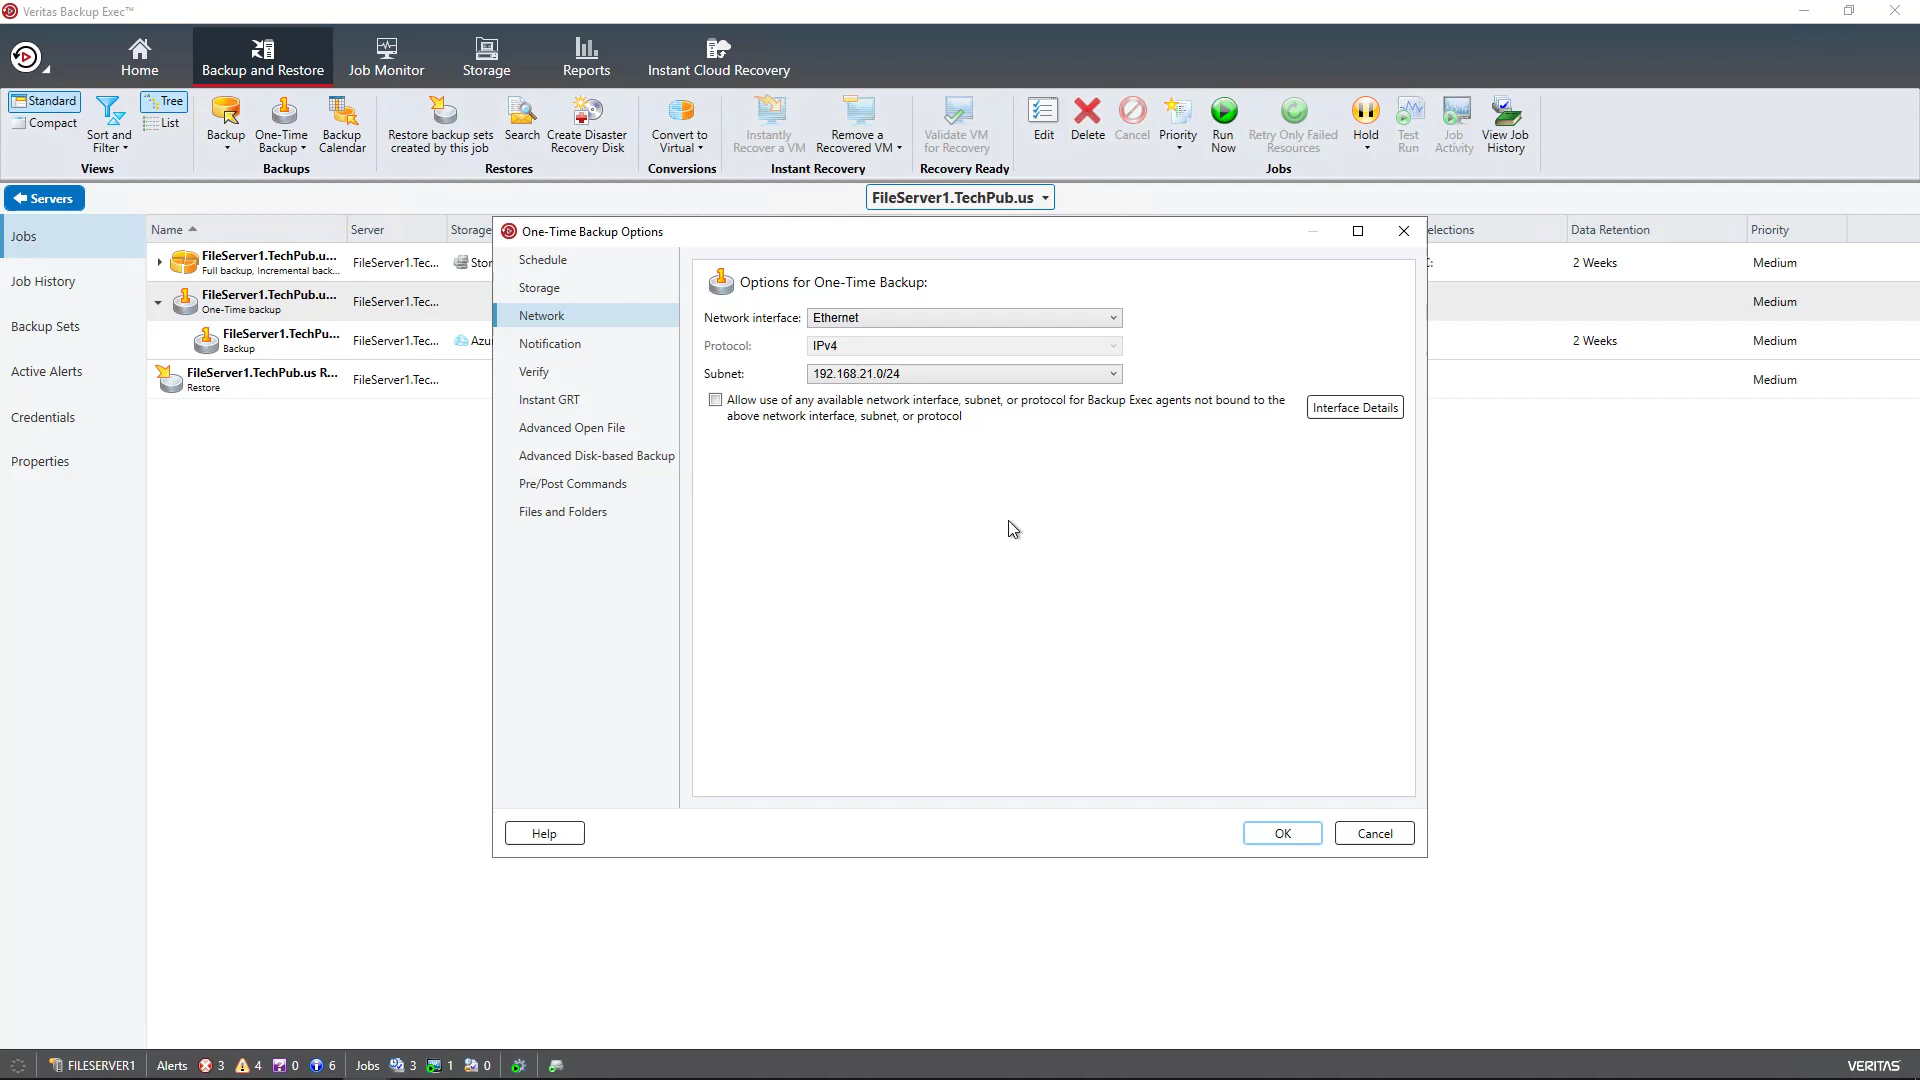 Veritas Backup Exec™
Home
Backup and Restore
Job Monitor
Storage
Reports
Instant Cloud Recovery
Standard
Compact
Sort and
Filter
Tree
List
Views
Backup
One-Time
Backup
Backup
Calendar
Backups
Restore backup sets
created by this job
Search
Create Disaster
Recovery Disk
Restores
Convert to
Virtual
Conversions
Instantly
Recover a VM
Remove a
Recovered VM
Instant Recovery
Validate VM
for Recovery
Recovery Ready
Edit
Delete
Cancel
Priority
Run
Now
Retry Only Failed
Resources
Hold
Test
Run
Job
Activity
View Job
History
Jobs
Servers
FileServer1.TechPub.us
Jobs
Job History
Backup Sets
Active Alerts
Credentials
Properties
Name
Server
Storage
elections
Data Retention
Priority
FileServer1.TechPub.u...
Full backup, Incremental back...
FileServer1.Tec...
Stor
C:
2 Weeks
Medium
FileServer1.TechPub.u...
One-Time backup
FileServer1.Tec...
Medium
FileServer1.TechPu...
Backup
FileServer1.Tec...
Azu
2 Weeks
Medium
FileServer1.TechPub.us R...
Restore
FileServer1.Tec...
Medium
One-Time Backup Options
Schedule
Storage
Network
Notification
Verify
Instant GRT
Advanced Open File
Advanced Disk-based Backup
Pre/Post Commands
Files and Folders
Options for One-Time Backup:
Network interface: Ethernet
Protocol: IPv4
Subnet: 192.168.21.0/24
Allow use of any available network interface, subnet, or protocol for Backup Exec agents not bound to the
above network interface, subnet, or protocol
Interface Details
Help
OK
Cancel
FILESERVER1
Alerts 3 4 0 6
Jobs 3 1 0
VERITAS